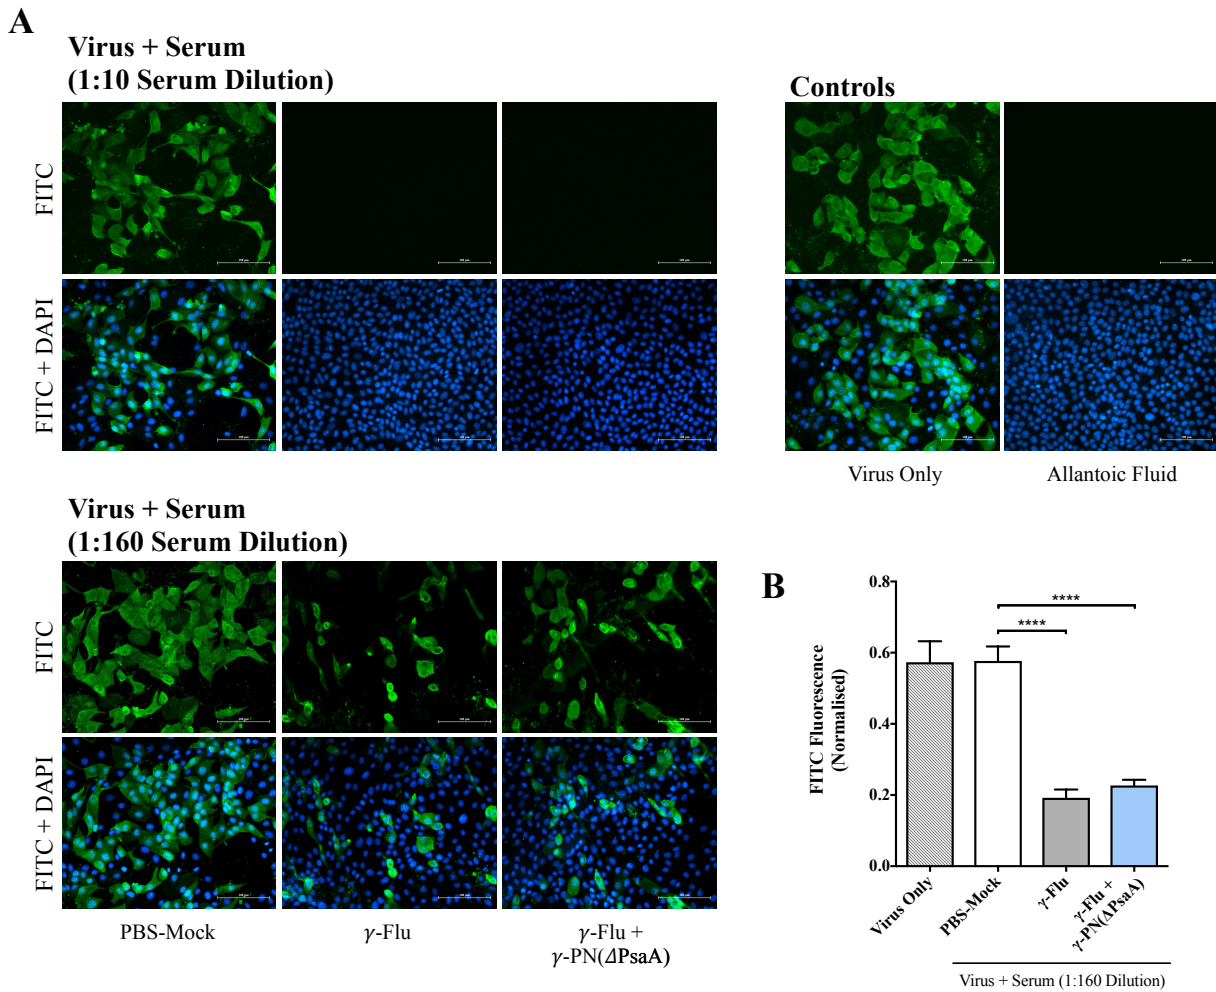 A
Virus + Serum
(1:10 Serum Dilution)
Controls
FITC
FITC + DAPI
Virus Only
Allantoic Fluid
Virus + Serum
(1:160 Serum Dilution)
FITC
FITC + DAPI
PBS-Mock
γ-Flu
γ-Flu +
γ-PN(ΔPsaA)
B
FITC Fluorescence
(Normalised)
0.8
0.6
0.4
0.2
0.0
****
****
Virus Only
PBS-Mock
γ-Flu
γ-Flu +
γ-PN(ΔPsaA)
Virus + Serum (1:160 Dilution)